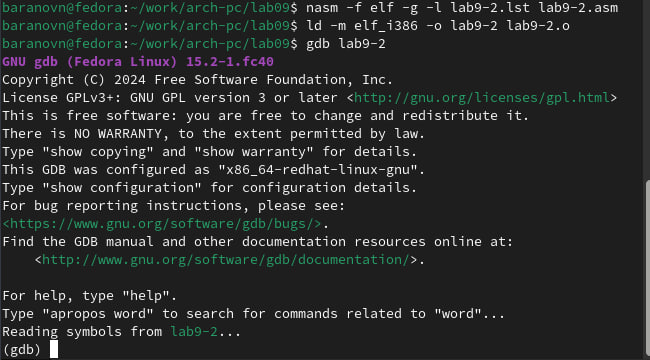 baranovn@fedora:~/work/arch-pc/lab09$ nasm -f elf -g -l lab9-2.lst lab9-2.asm
baranovn@fedora:~/work/arch-pc/lab09$ ld -m elf_i386 -o lab9-2 lab9-2.o
baranovn@fedora:~/work/arch-pc/lab09$ gdb lab9-2
GNU gdb (Fedora Linux) 15.2-1.fc40
Copyright (C) 2024 Free Software Foundation, Inc.
License GPLv3+: GNU GPL version 3 or later <http://gnu.org/licenses/gpl.html>
This is free software: you are free to change and redistribute it.
There is NO WARRANTY, to the extent permitted by law.
Type "show copying" and "show warranty" for details.
This GDB was configured as "x86_64-redhat-linux-gnu".
Type "show configuration" for configuration details.
For bug reporting instructions, please see:
<https://www.gnu.org/software/gdb/bugs/>.
Find the GDB manual and other documentation resources online at:
    <http://www.gnu.org/software/gdb/documentation/>.

For help, type "help".
Type "apropos word" to search for commands related to "word"...
Reading symbols from lab9-2...
(gdb)